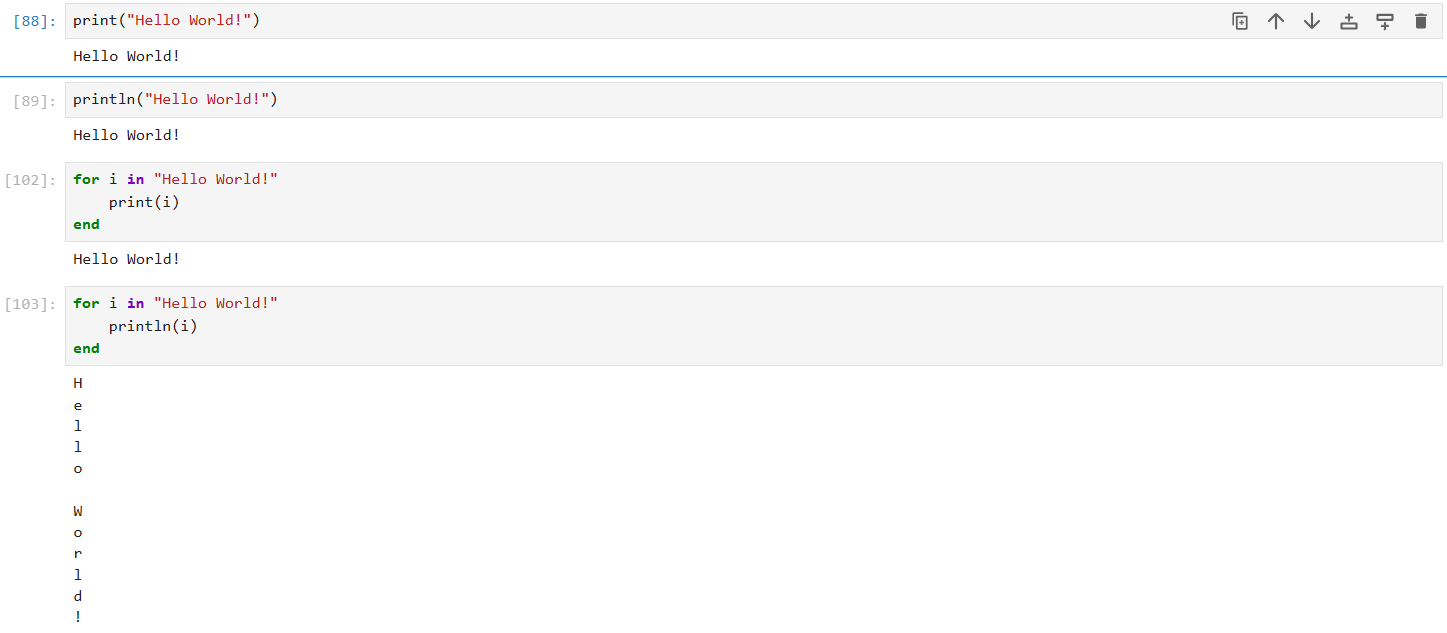 [88]: print("Hello World!")
Hello World!
[89]: println("Hello World!")
Hello World!
[102]: for i in "Hello World!"
    print(i)
end
Hello World!
[103]: for i in "Hello World!"
    println(i)
end
H
e
l
l
o

W
o
r
l
d
!